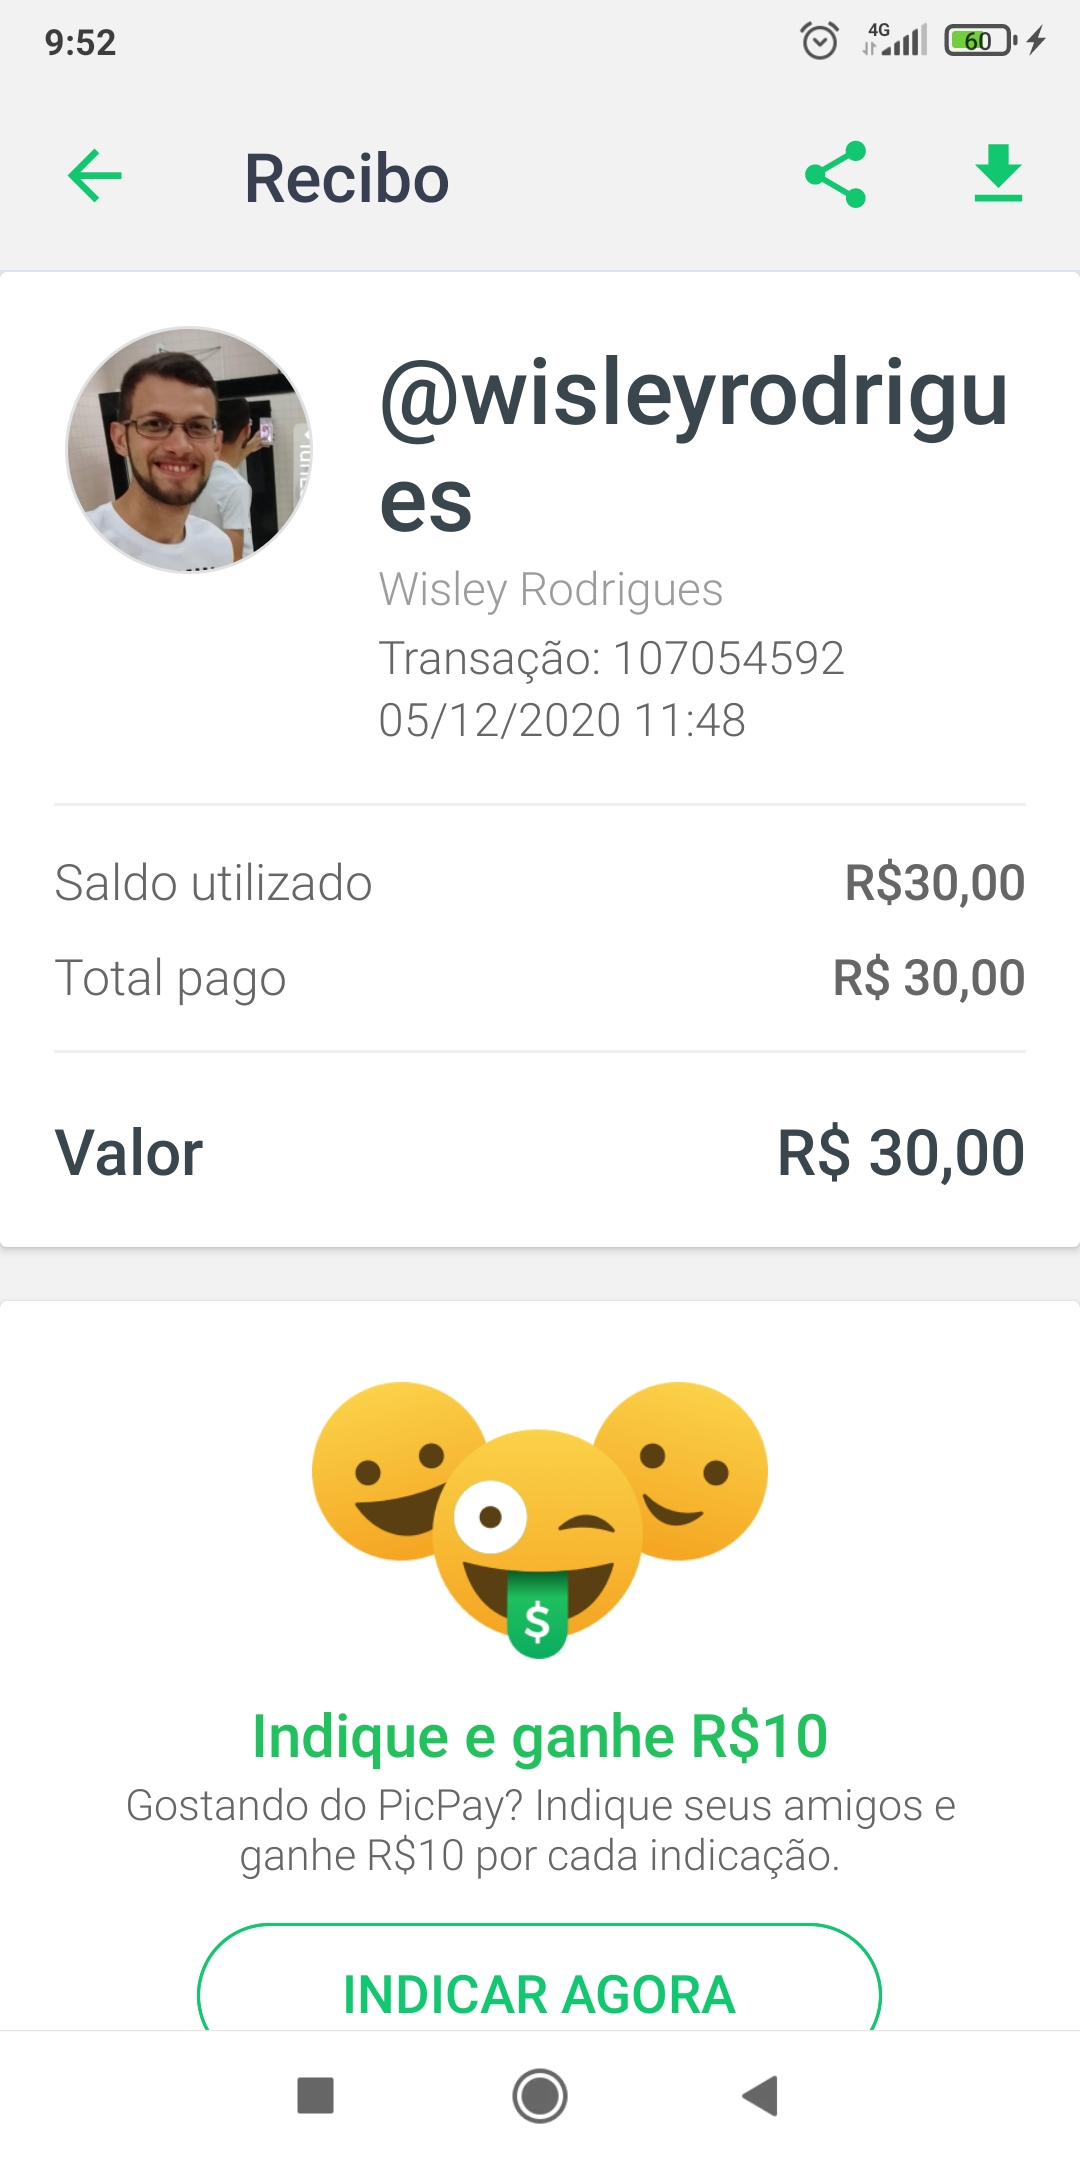 9:52
4G
60
Recibo
@wisleyrodrigu
es
Wisley Rodrigues
Transação: 107054592
05/12/2020 11:48
Saldo utilizado R$30,00
Total pago R$ 30,00
Valor R$ 30,00
$
Indique e ganhe R$10
Gostando do PicPay? Indique seus amigos e
ganhe R$10 por cada indicação.
INDICAR AGORA